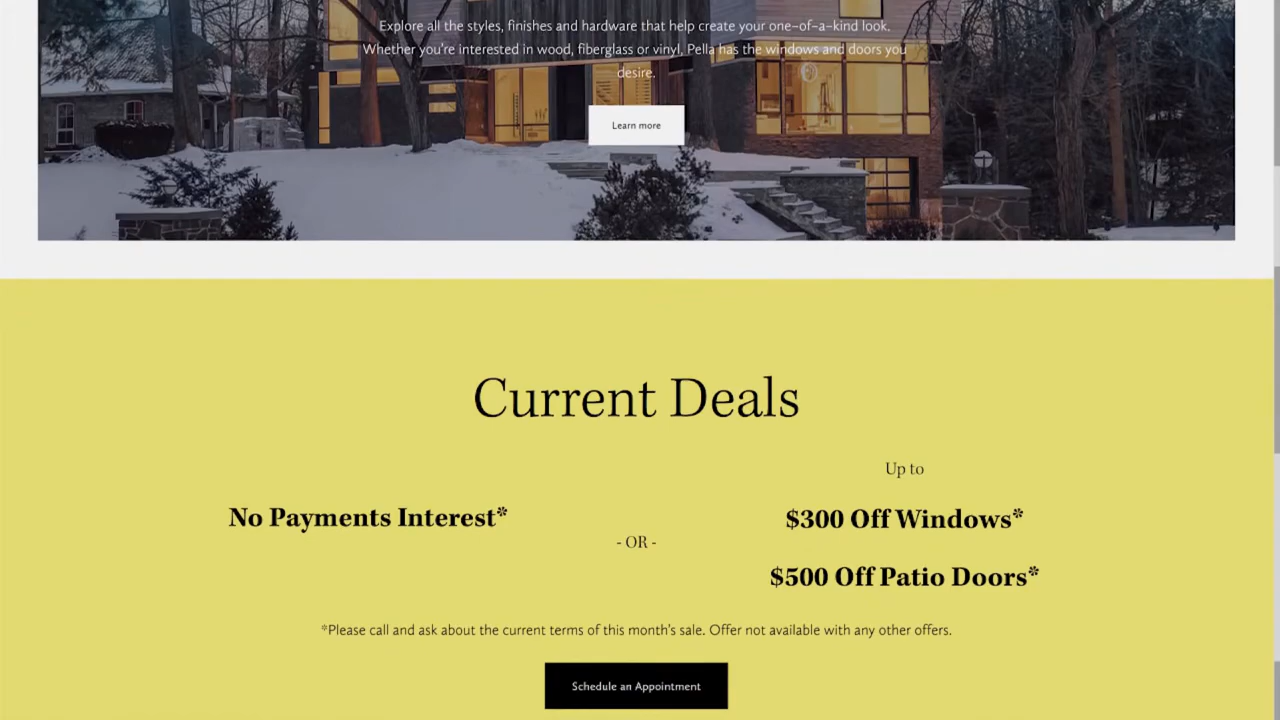 Explore all the styles, finishes and hardware that help create your one-of-a-kind look.
Whether you're interested in wood, fiberglass or vinyl, Pella has the windows and doors you
desire.
Learn more
Current Deals
No Payments Interest*
- OR -
Up to
$300 Off Windows*
$500 Off Patio Doors*
*Please call and ask about the current terms of this month's sale. Offer not available with any other offers.
Schedule an Appointment